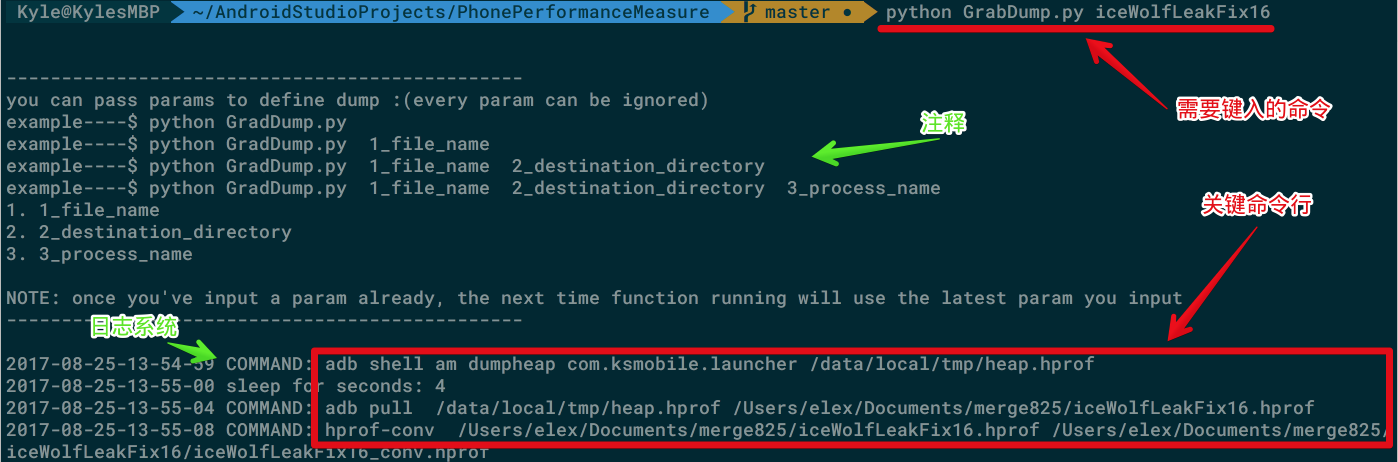 Kyle@KylesMBP ~/AndroidStudioProjects/PhonePerformanceMeasure master ● python GrabDump.py iceWolfLeakFix16
需要键入的命令
-----------------------------------------------
you can pass params to define dump :(every param can be ignored)
example----$ python GradDump.py
注释
example----$ python GradDump.py  1_file_name
example----$ python GradDump.py  1_file_name  2_destination_directory
example----$ python GradDump.py  1_file_name  2_destination_directory  3_process_name
关键命令行
1. 1_file_name
2. 2_destination_directory
3. 3_process_name
NOTE: once you've input a param already, the next time function running will use the latest param you input
-----------------------------------------------
日志系统
2017-08-25-13-54-59 COMMAND: adb shell am dumpheap com.ksmobile.launcher /data/local/tmp/heap.hprof
2017-08-25-13-55-00 sleep for seconds: 4
2017-08-25-13-55-04 COMMAND: adb pull  /data/local/tmp/heap.hprof /Users/elex/Documents/merge825/iceWolfLeakFix16.hprof
2017-08-25-13-55-08 COMMAND: hprof-conv  /Users/elex/Documents/merge825/iceWolfLeakFix16.hprof /Users/elex/Documents/merge825/
iceWolfLeakFix16/iceWolfLeakFix16_conv.hprof